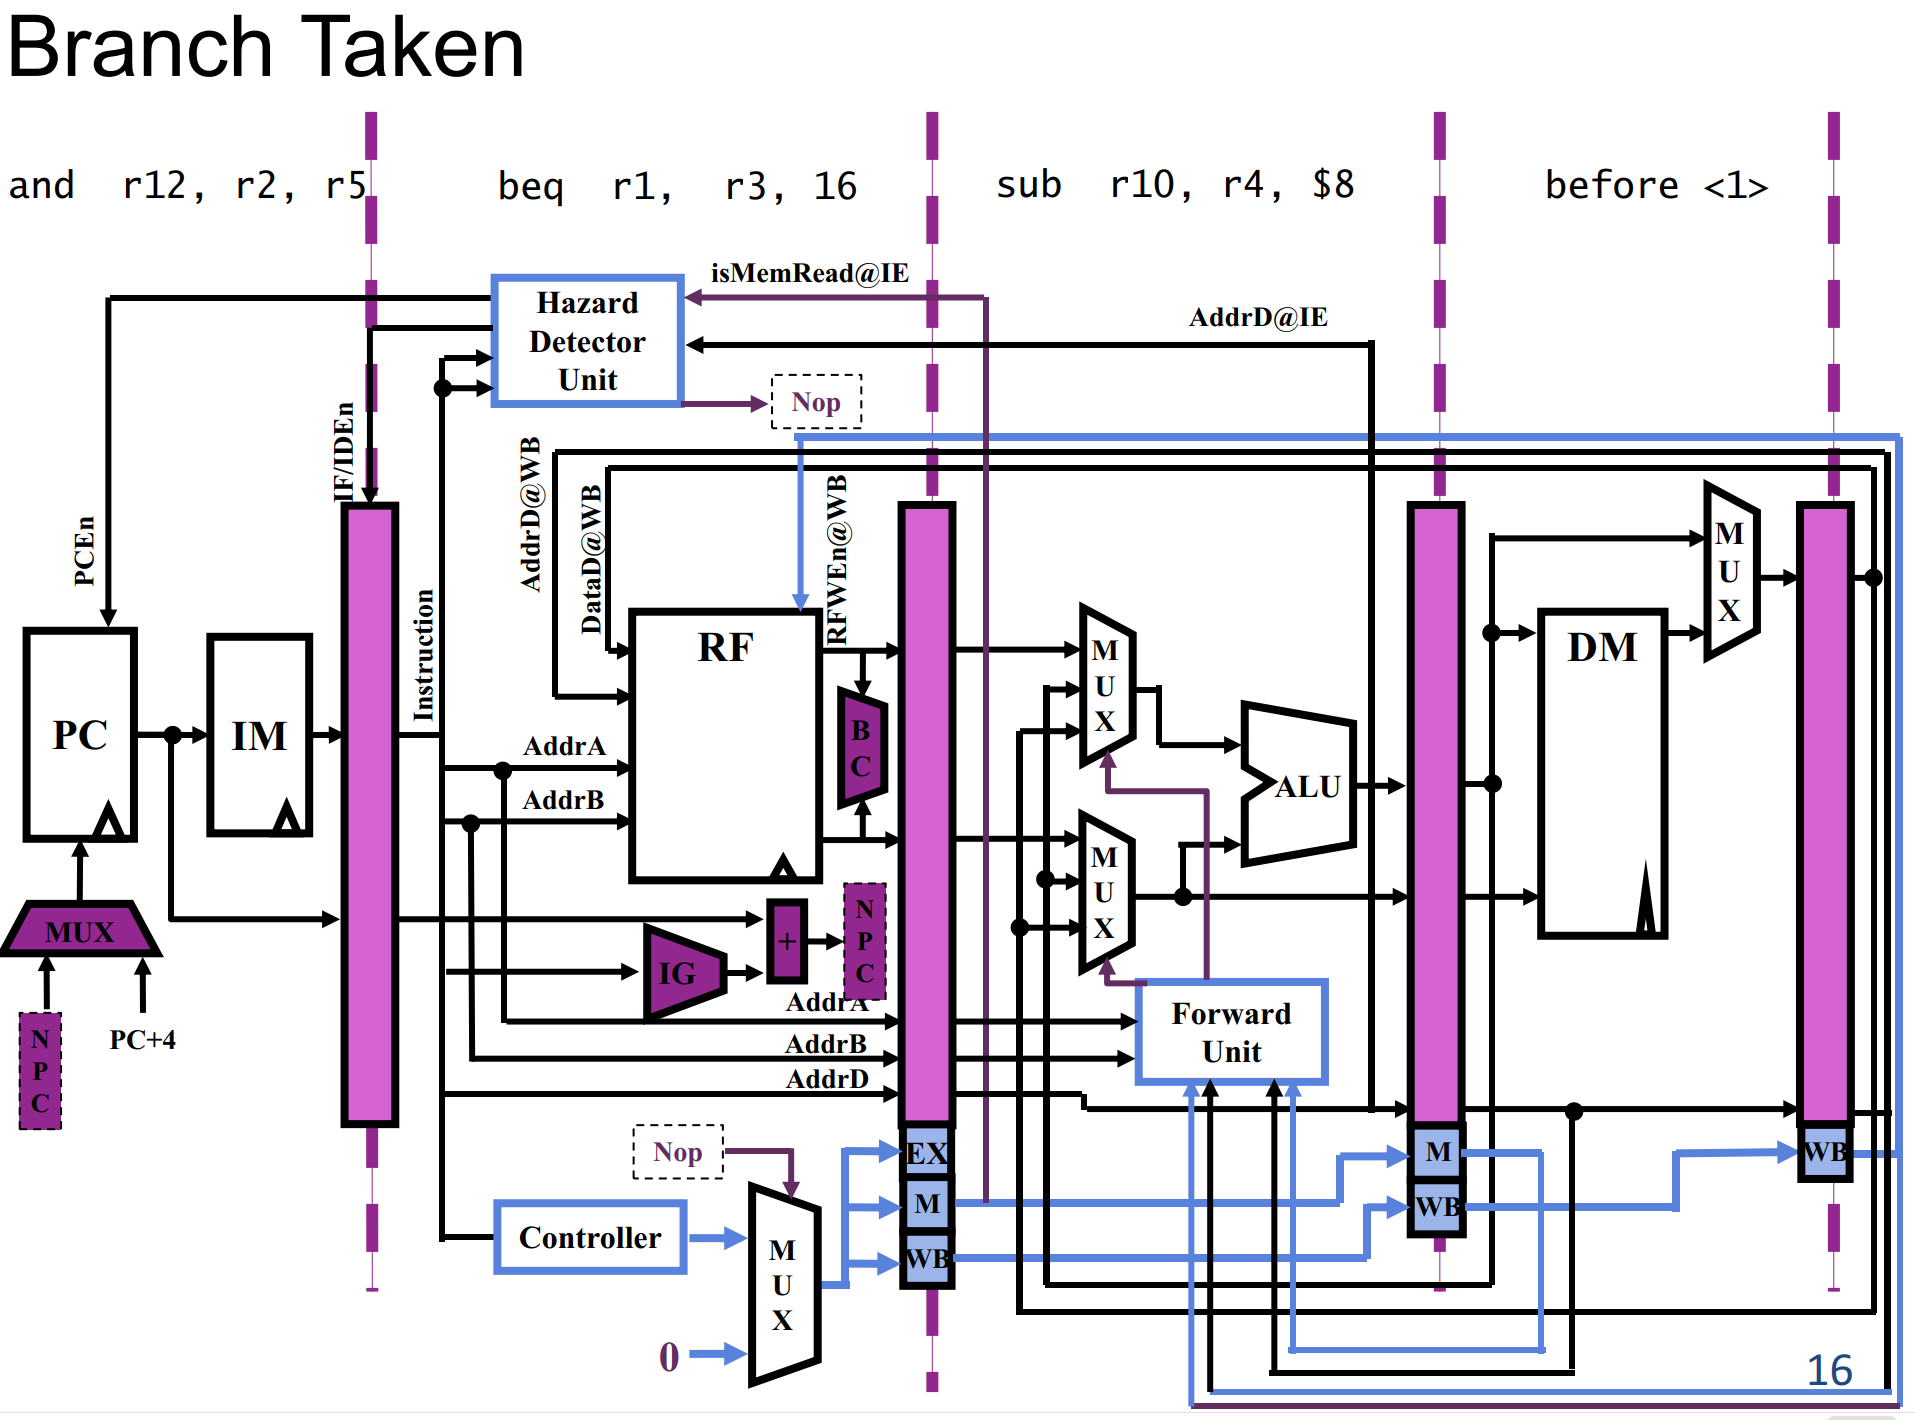 Branch Taken
and r12, r2, r5
beq r1, r3, 16
sub r10, r4, $8
before <1>
Hazard
Detector
Unit
isMemRead@IE
AddrD@IE
Nop
IF/IDEn
PCEn
AddrD@WB
DataD@WB
RFWEn@WB
Instruction
PC
IM
RF
B
C
AddrA
AddrB
M
U
X
ALU
M
U
X
DM
M
U
X
MUX
N
P
C
PC+4
IG
+
N
P
C
AddrA
AddrB
AddrD
Forward
Unit
Nop
Controller
M
U
X
0
EX
M
WB
M
WB
WB
16